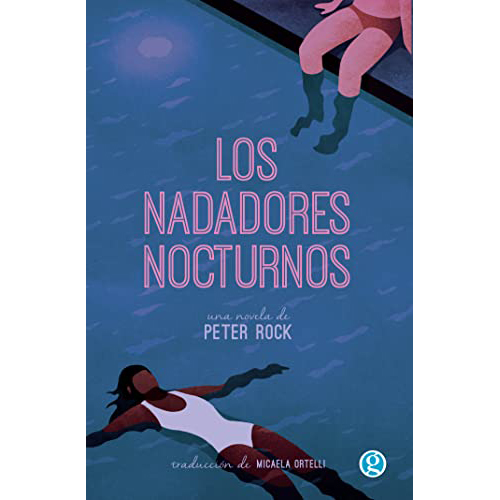 LOS
NADADORES
NOCTURNOS
una novela de
PETER ROCK
traducción de MICAELA ORTELLI
g